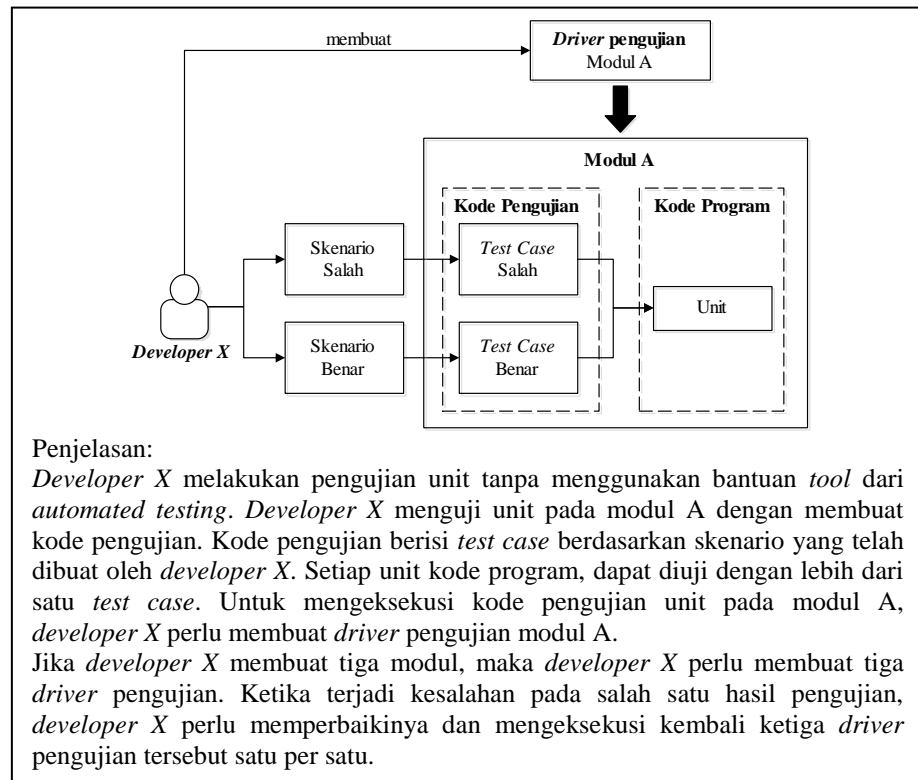 membuat
Driver pengujian
Modul A
Modul A
Kode Pengujian
Kode Program
Skenario
Salah
Test Case
Salah
Unit
Developer X
Skenario
Benar
Test Case
Benar
Penjelasan:
Developer X melakukan pengujian unit tanpa menggunakan bantuan tool dari
automated testing. Developer X menguji unit pada modul A dengan membuat
kode pengujian. Kode pengujian berisi test case berdasarkan skenario yang telah
dibuat oleh developer X. Setiap unit kode program, dapat diuji dengan lebih dari
satu test case. Untuk mengeksekusi kode pengujian unit pada modul A,
developer X perlu membuat driver pengujian modul A.
Jika developer X membuat tiga modul, maka developer X perlu membuat tiga
driver pengujian. Ketika terjadi kesalahan pada salah satu hasil pengujian,
developer X perlu memperbaikinya dan mengeksekusi kembali ketiga driver
pengujian tersebut satu per satu.